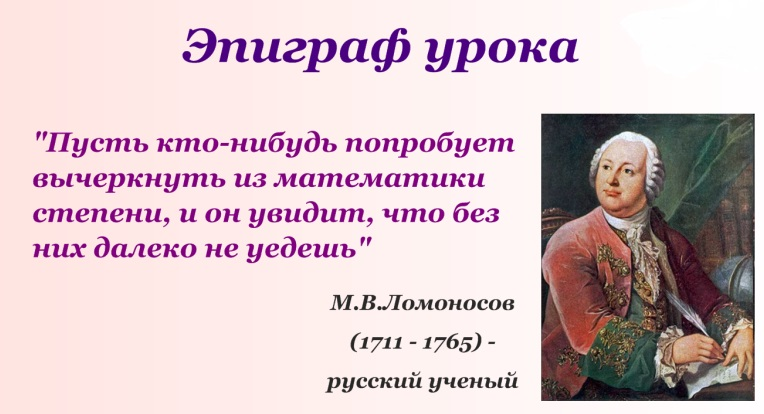 Эпиграф урока
"Пусть кто-нибудь попробует
вычеркнуть из математики
степени, и он увидит, что без
них далеко не уедешь"
М.В.Ломоносов
(1711 - 1765) -
русский ученый